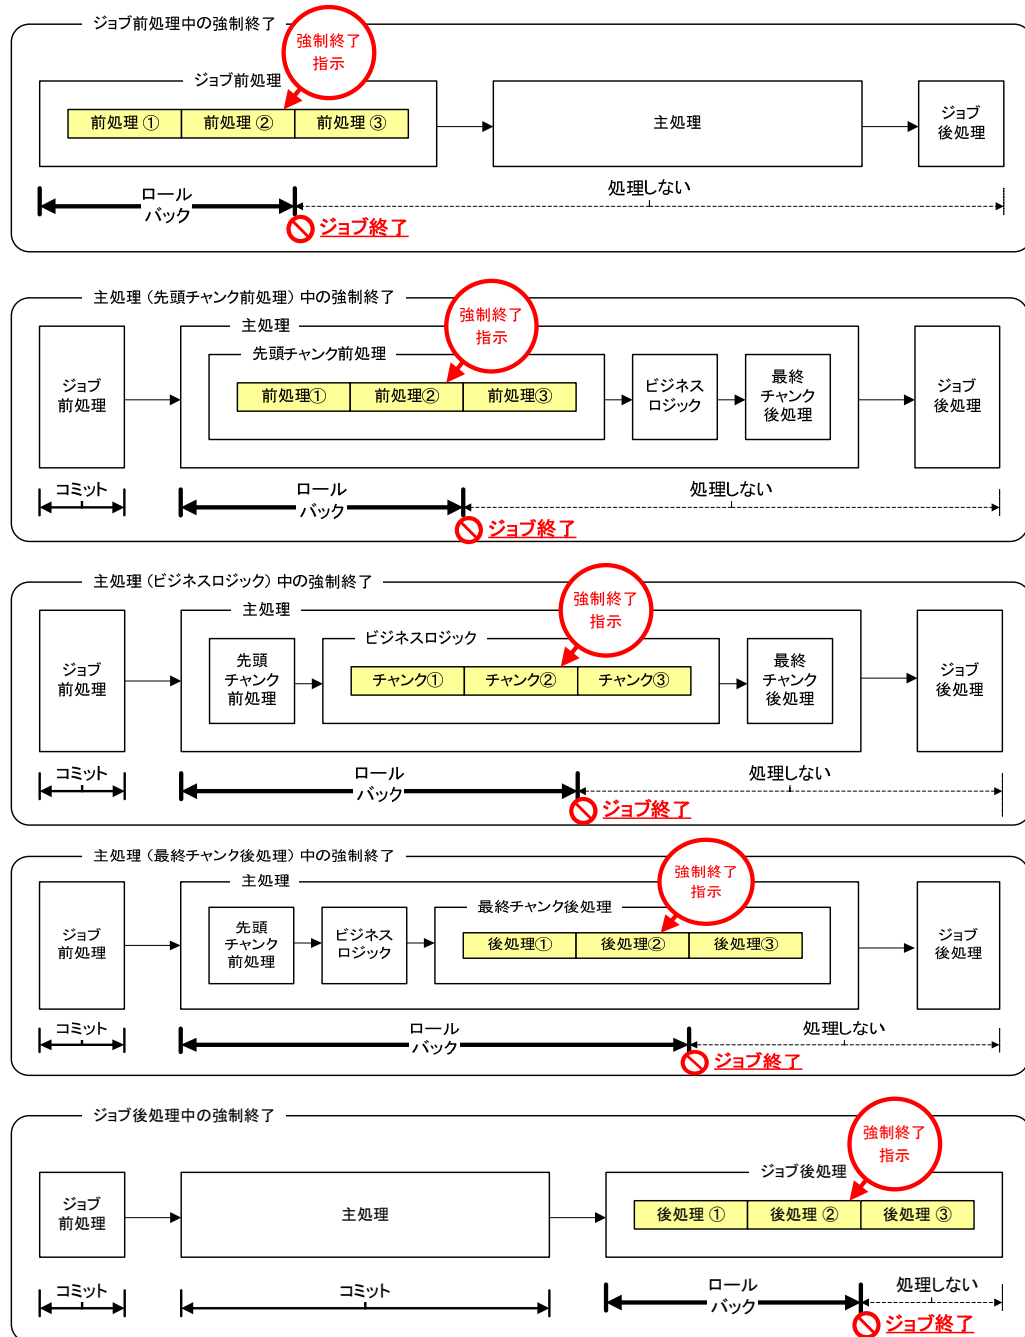 ジョブ前処理中の強制終了
強制終了
指示
ジョブ前処理
前処理 ①
前処理 ②
前処理 ③
主処理
ジョブ
後処理
ロール
バック
処理しない
ジョブ終了
主処理（先頭チャンク前処理）中の強制終了
強制終了
指示
主処理
先頭チャンク前処理
ジョブ
前処理
前処理①
前処理②
前処理③
ビジネス
ロジック
最終
チャンク
後処理
ジョブ
後処理
コミット
ロール
バック
処理しない
ジョブ終了
主処理（ビジネスロジック）中の強制終了
強制終了
指示
主処理
ビジネスロジック
ジョブ
前処理
先頭
チャンク
前処理
チャンク①
チャンク②
チャンク③
最終
チャンク
後処理
ジョブ
後処理
コミット
ロール
バック
処理しない
ジョブ終了
主処理（最終チャンク後処理）中の強制終了
強制終了
指示
主処理
最終チャンク後処理
ジョブ
前処理
先頭
チャンク
前処理
ビジネス
ロジック
後処理①
後処理②
後処理③
ジョブ
後処理
コミット
ロール
バック
処理しない
ジョブ終了
ジョブ後処理中の強制終了
強制終了
指示
ジョブ後処理
ジョブ
前処理
主処理
後処理 ①
後処理 ②
後処理 ③
コミット
コミット
ロール
バック
処理しない
ジョブ終了